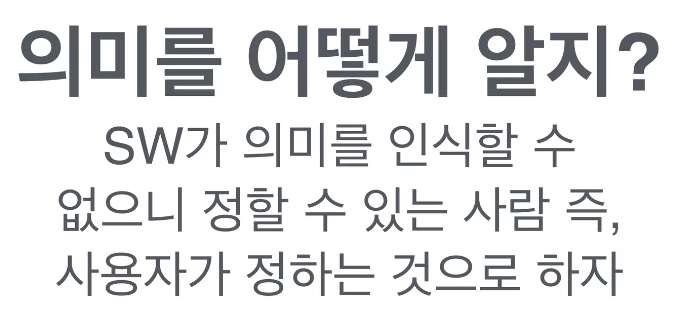 의미를 어떻게 알지?
SW가 의미를 인식할 수
없으니 정할 수 있는 사람 즉,
사용자가 정하는 것으로 하자